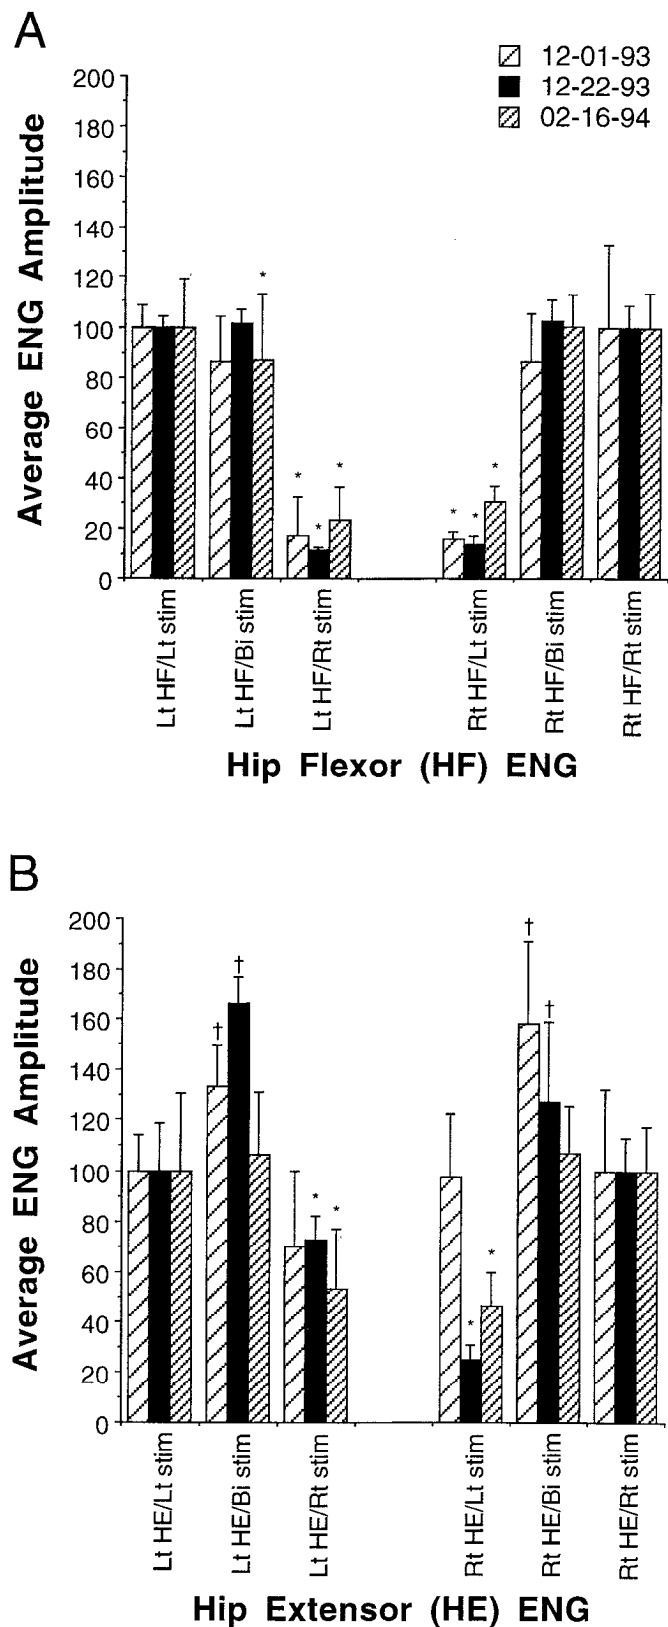 A
12-01-93
12-22-93
02-16-94
200
180
160
140
120
100
80
60
40
20
0
Average ENG Amplitude
*
* * *
* * *
Lt HF/Lt stim
Lt HF/Bi stim
Lt HF/Rt stim
Rt HF/Lt stim
Rt HF/Bi stim
Rt HF/Rt stim
Hip Flexor (HF) ENG
B
200
180
160
140
120
100
80
60
40
20
0
Average ENG Amplitude
† †
* *
* *
† †
Lt HE/Lt stim
Lt HE/Bi stim
Lt HE/Rt stim
Rt HE/Lt stim
Rt HE/Bi stim
Rt HE/Rt stim
Hip Extensor (HE) ENG